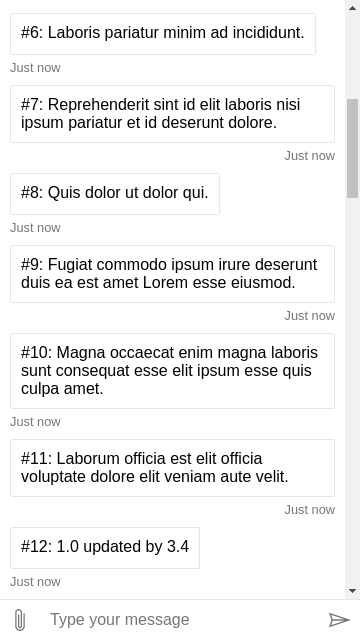 #6: Laboris pariatur minim ad incididunt.
Just now
#7: Reprehenderit sint id elit laboris nisi
ipsum pariatur et id deserunt dolore.
Just now
#8: Quis dolor ut dolor qui.
Just now
#9: Fugiat commodo ipsum irure deserunt
duis ea est amet Lorem esse eiusmod.
Just now
#10: Magna occaecat enim magna laboris
sunt consequat esse elit ipsum esse quis
culpa amet.
Just now
#11: Laborum officia est elit officia
voluptate dolore elit veniam aute velit.
Just now
#12: 1.0 updated by 3.4
Just now
Type your message